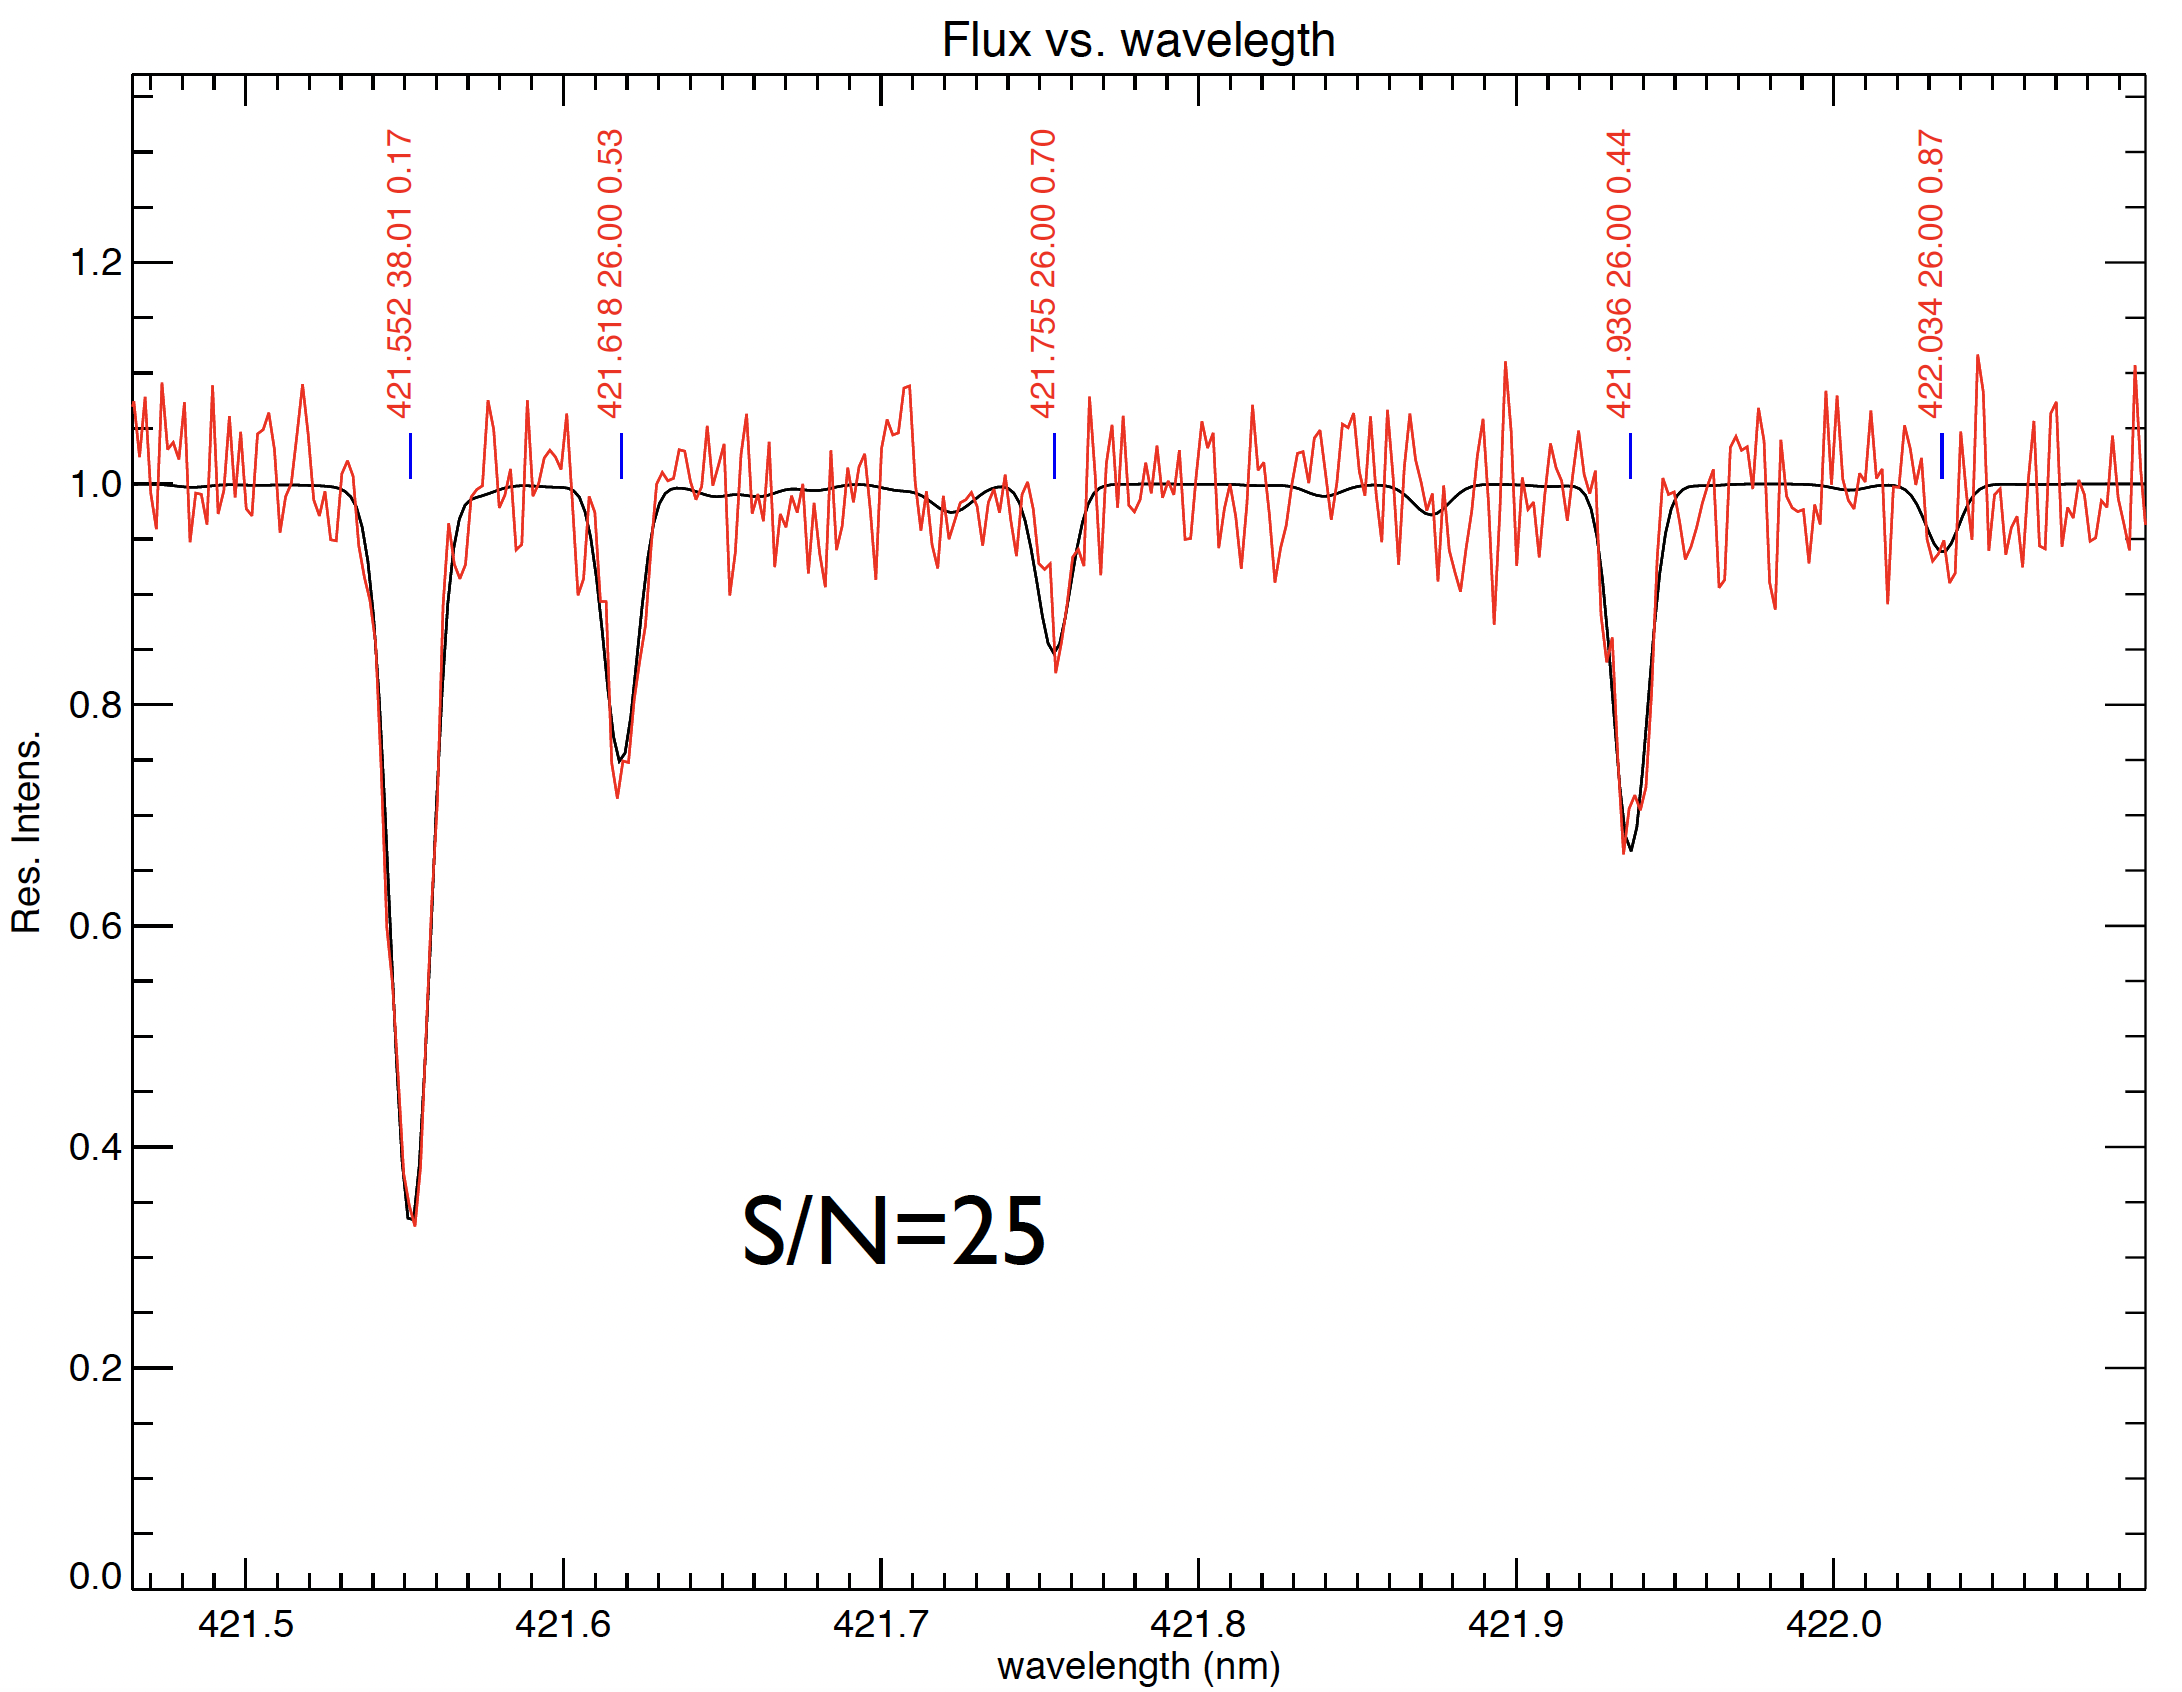 Flux vs. wavelegth
421.552 38.01 0.17
421.618 26.00 0.53
421.755 26.00 0.70
421.936 26.00 0.44
422.034 26.00 0.87
1.2
1.0
0.8
0.6
0.4
0.2
0.0
Res. Intens.
S/N=25
421.5 421.6 421.7 421.8 421.9 422.0
wavelength (nm)